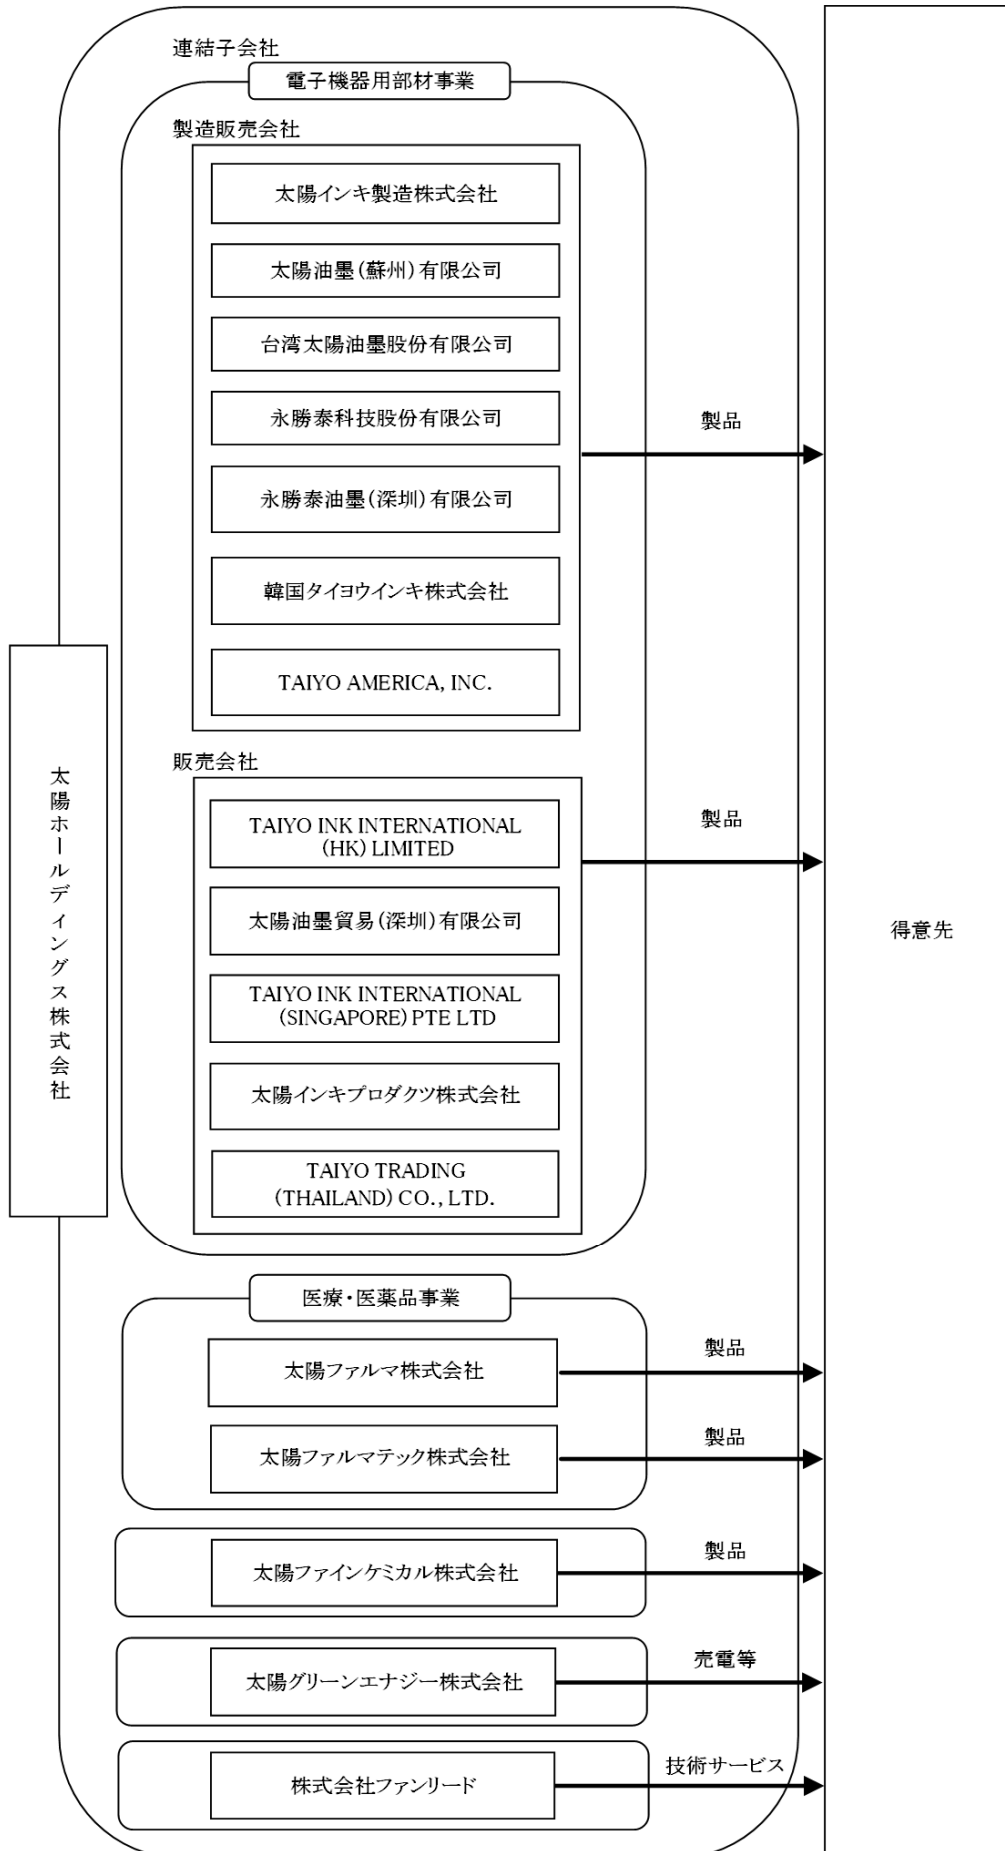 連結子会社
電子機器用部材事業
製造販売会社
太陽インキ製造株式会社
太陽油墨(蘇州)有限公司
台湾太陽油墨股份有限公司
永勝泰科技股份有限公司
製品
永勝泰油墨(深圳)有限公司
韓国タイヨウインキ株式会社
TAIYO AMERICA, INC.
太陽ホールディングス株式会社
販売会社
TAIYO INK INTERNATIONAL
(HK) LIMITED
製品
太陽油墨貿易(深圳)有限公司
得意先
TAIYO INK INTERNATIONAL
(SINGAPORE) PTE LTD
太陽インキプロダクツ株式会社
TAIYO TRADING
(THAILAND) CO., LTD.
医療・医薬品事業
太陽ファルマ株式会社
製品
太陽ファルマテック株式会社
製品
太陽ファインケミカル株式会社
製品
太陽グリーンエナジー株式会社
売電等
株式会社ファンリード
技術サービス